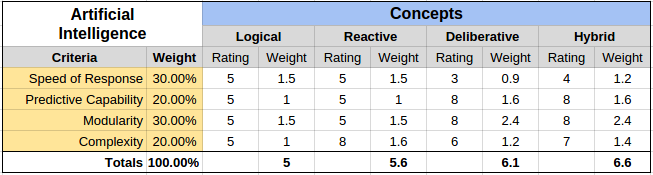 Artificial Intelligence Concepts
Logical Reactive Deliberative Hybrid
Criteria Weight Rating Weight Rating Weight Rating Weight Rating Weight
Speed of Response 30.00% 5 1.5 5 1.5 3 0.9 4 1.2
Predictive Capability 20.00% 5 1 5 1 8 1.6 8 1.6
Modularity 30.00% 5 1.5 5 1.5 8 2.4 8 2.4
Complexity 20.00% 5 1 8 1.6 6 1.2 7 1.4
Totals 100.00% 5 5.6 6.1 6.6